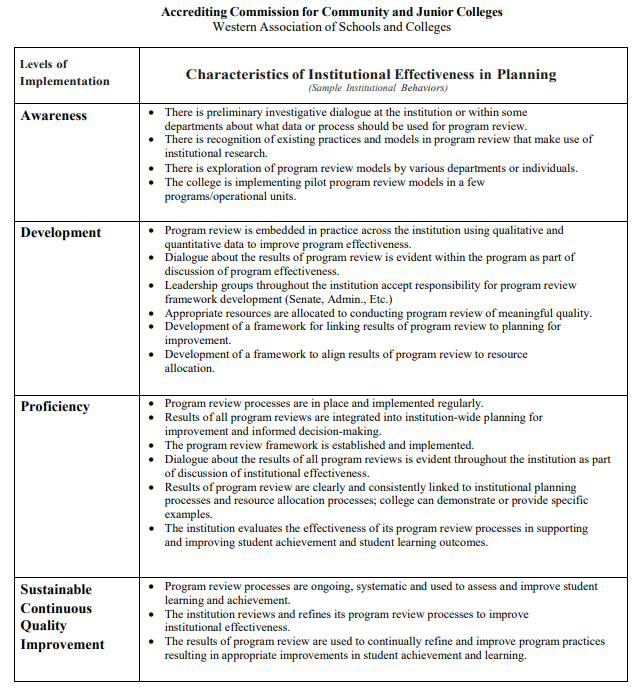 Accrediting Commission for Community and Junior Colleges
Western Association of Schools and Colleges
Levels of
Implementation
Characteristics of Institutional Effectiveness in Planning
(Sample Institutional Behaviors)
Awareness
• There is preliminary investigative dialogue at the institution or within some
departments about what data or process should be used for program review.
• There is recognition of existing practices and models in program review that make use of
institutional research.
• There is exploration of program review models by various departments or individuals.
• The college is implementing pilot program review models in a few
programs/operational units.
Development
• Program review is embedded in practice across the institution using qualitative and
quantitative data to improve program effectiveness.
• Dialogue about the results of program review is evident within the program as part of
discussion of program effectiveness.
• Leadership groups throughout the institution accept responsibility for program review
framework development (Senate, Admin., Etc.)
• Appropriate resources are allocated to conducting program review of meaningful quality.
• Development of a framework for linking results of program review to planning for
improvement.
• Development of a framework to align results of program review to resource
allocation.
Proficiency
• Program review processes are in place and implemented regularly.
• Results of all program reviews are integrated into institution-wide planning for
improvement and informed decision-making.
• The program review framework is established and implemented.
• Dialogue about the results of all program reviews is evident throughout the institution as part
of discussion of institutional effectiveness.
• Results of program review are clearly and consistently linked to institutional planning
processes and resource allocation processes; college can demonstrate or provide specific
examples.
• The institution evaluates the effectiveness of its program review processes in supporting
and improving student achievement and student learning outcomes.
Sustainable
Continuous
Quality
Improvement
• Program review processes are ongoing, systematic and used to assess and improve student
learning and achievement.
• The institution reviews and refines its program review processes to improve
institutional effectiveness.
• The results of program review are used to continually refine and improve program practices
resulting in appropriate improvements in student achievement and learning.